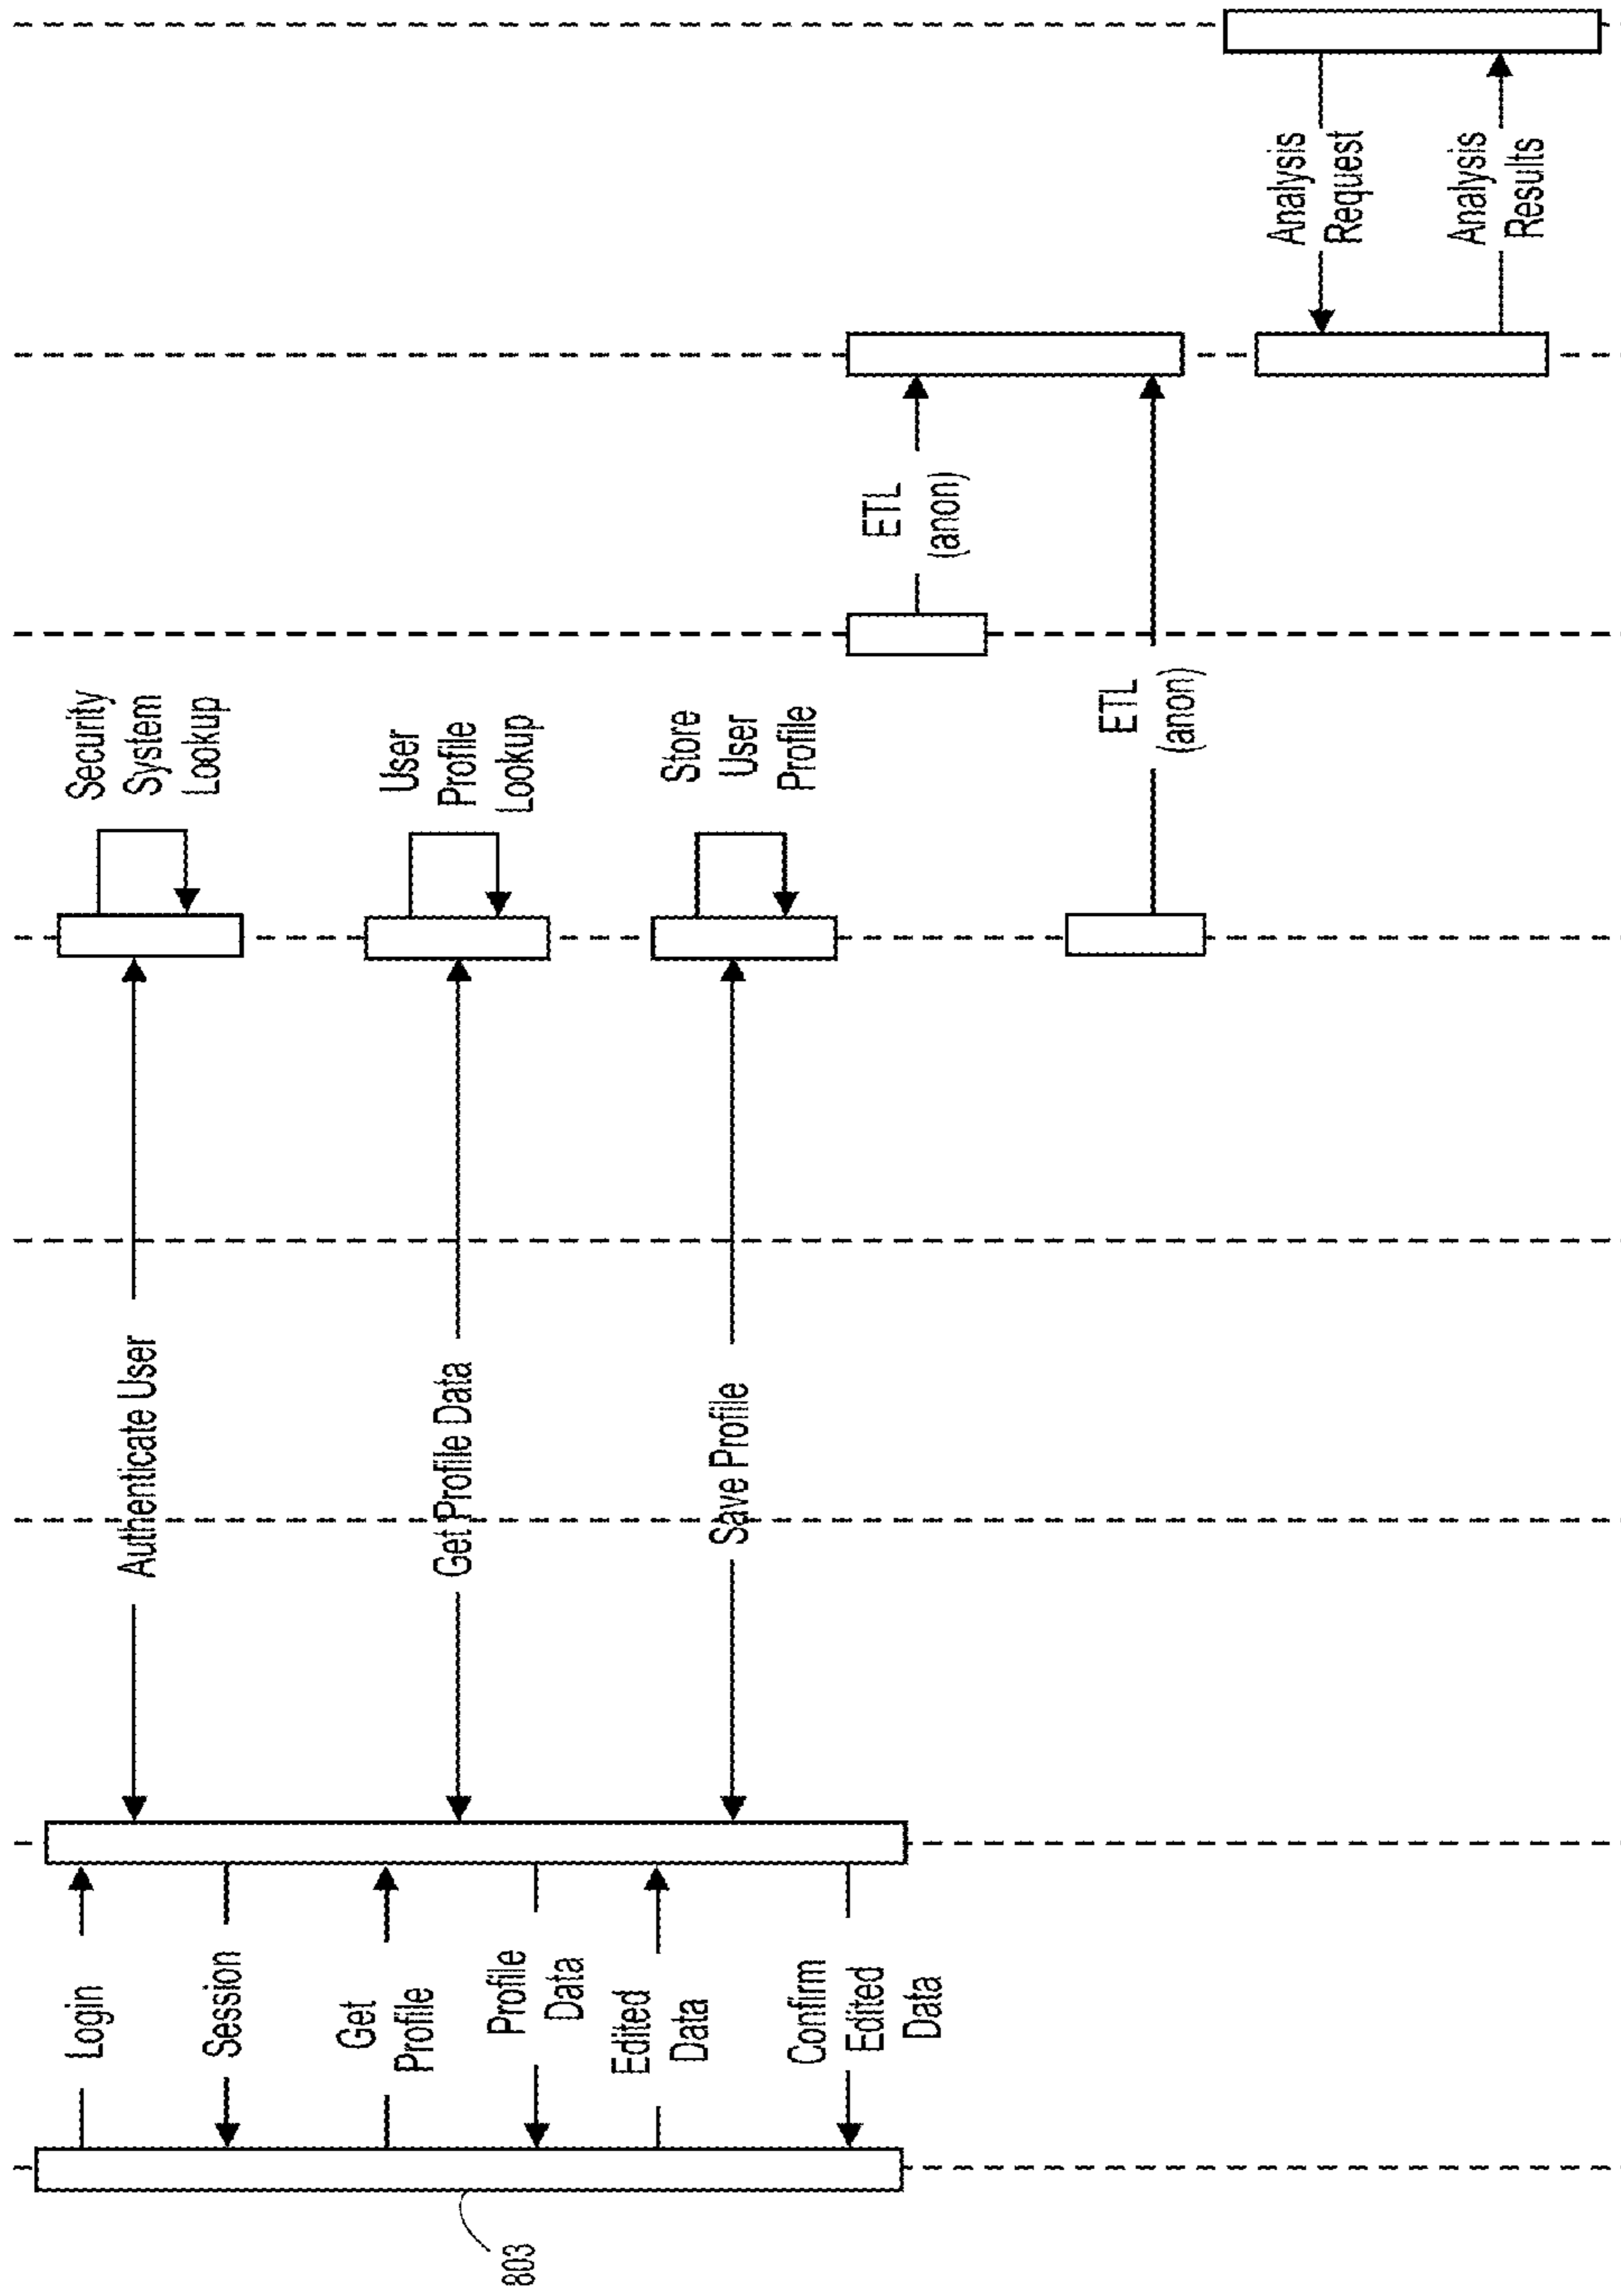 Login
Session
Get
Profile
Profile
Data
Edited
Data
Confirm
Edited
Data
803
Authenticate User
Get Profile Data
Save Profile
Security
System
Lookup
User
Profile
Lookup
Store
User
Profile
ETL
(anon)
ETL
(anon)
Analysis
Request
Analysis
Results